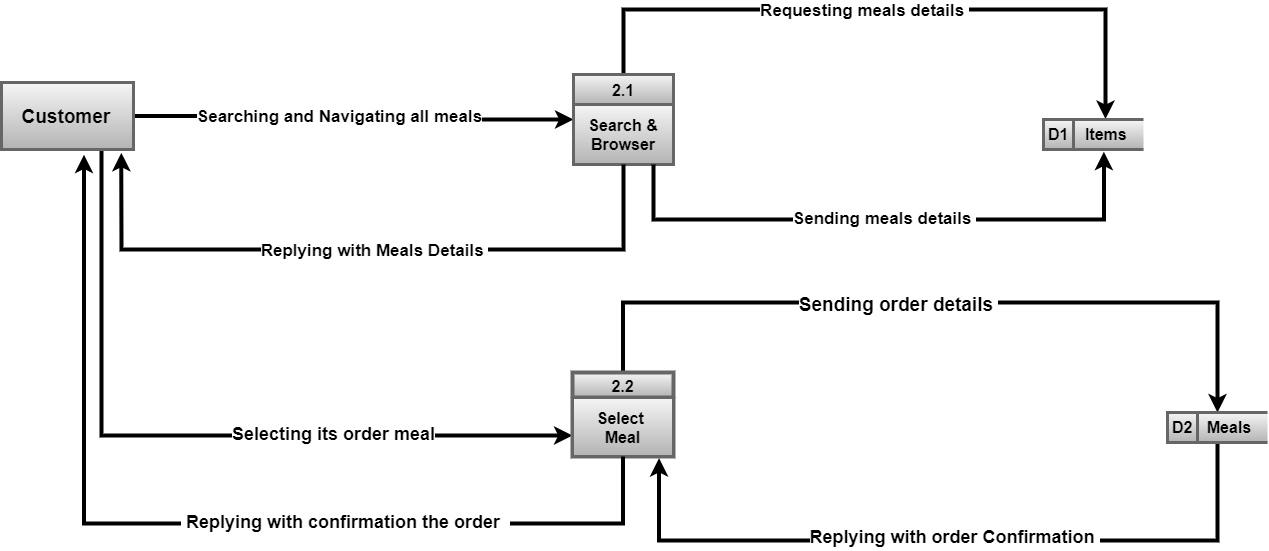 Requesting meals details
2.1
Customer
Searching and Navigating all meals
Search &
Browser
D1
Items
Sending meals details
Replying with Meals Details
Sending order details
2.2
Select
Meal
Selecting its order meal
D2
Meals
Replying with confirmation the order
Replying with order Confirmation